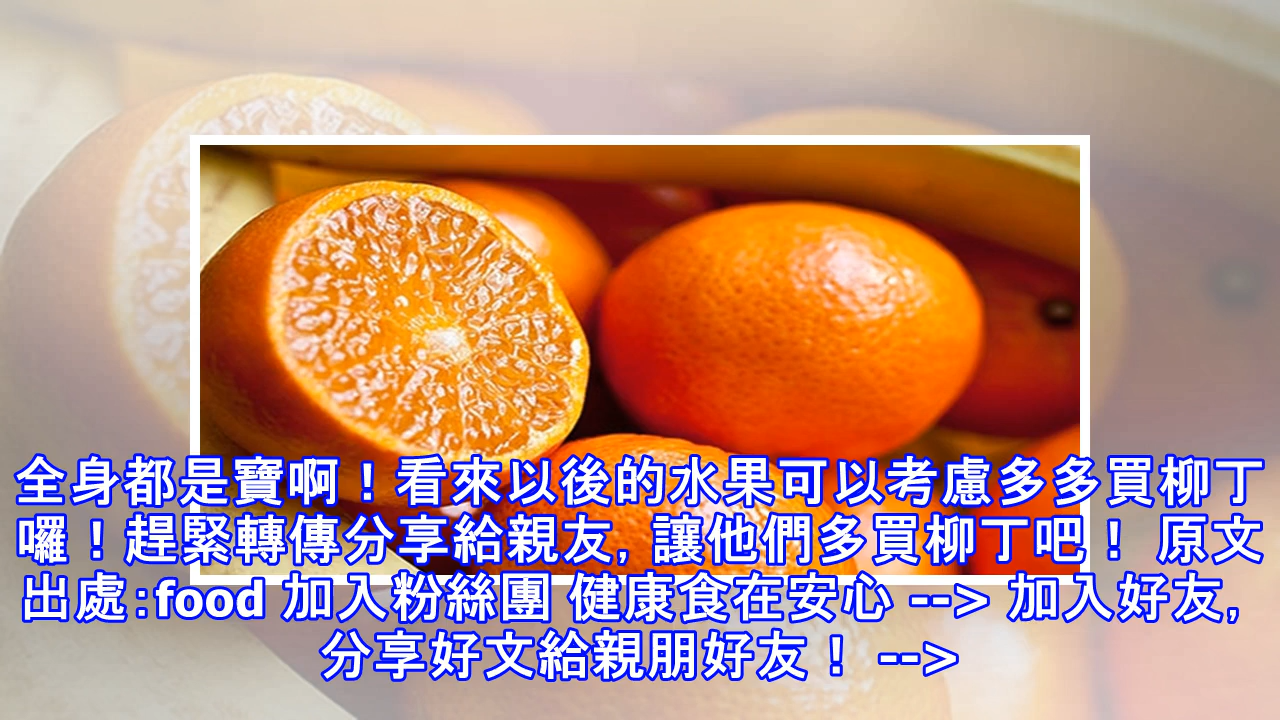 全身都是寶啊！看來以後的水果可以考慮多多買柳丁
囉！趕緊轉傳分享給親友, 讓他們多買柳丁吧！ 原文
出處:food 加入粉絲團 健康食在安心 --> 加入好友,
分享好文給親朋好友！ -->